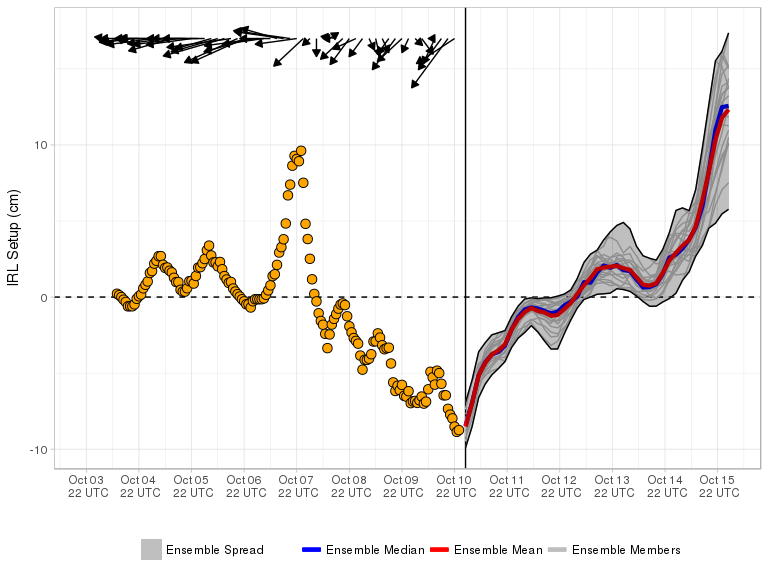 10
0
-10
IRL Setup (cm)
Oct 03 Oct 04 Oct 05 Oct 06 Oct 07 Oct 08 Oct 09 Oct 10 Oct 11 Oct 12 Oct 13 Oct 14 Oct 15
22 UTC 22 UTC 22 UTC 22 UTC 22 UTC 22 UTC 22 UTC 22 UTC 22 UTC 22 UTC 22 UTC 22 UTC 22 UTC
Ensemble Spread Ensemble Median Ensemble Mean Ensemble Members